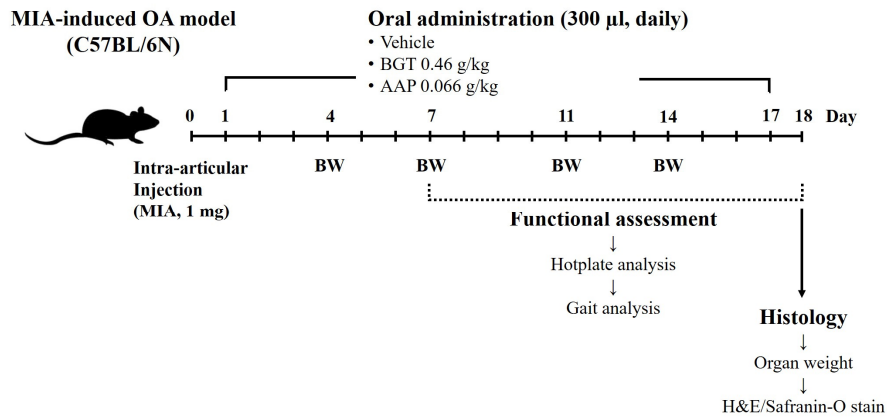 MIA-induced OA model
(C57BL/6N)
Oral administration (300 µl, daily)
• Vehicle
• BGT 0.46 g/kg
• AAP 0.066 g/kg
0 1 4 7 11 14 17 18 Day
Intra-articular
Injection
(MIA, 1 mg)
BW BW BW BW
Functional assessment
↓
Hotplate analysis
↓
Gait analysis
Histology
↓
Organ weight
↓
H&E/Safranin-O stain